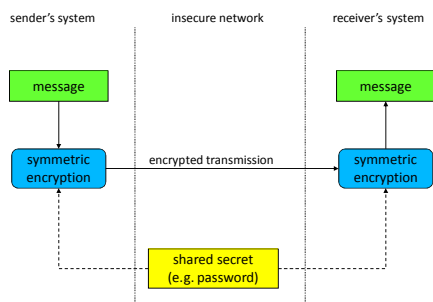 sender's system
insecure network
receiver's system
message
message
symmetric
encryption
encrypted transmission
symmetric
encryption
shared secret
(e.g. password)